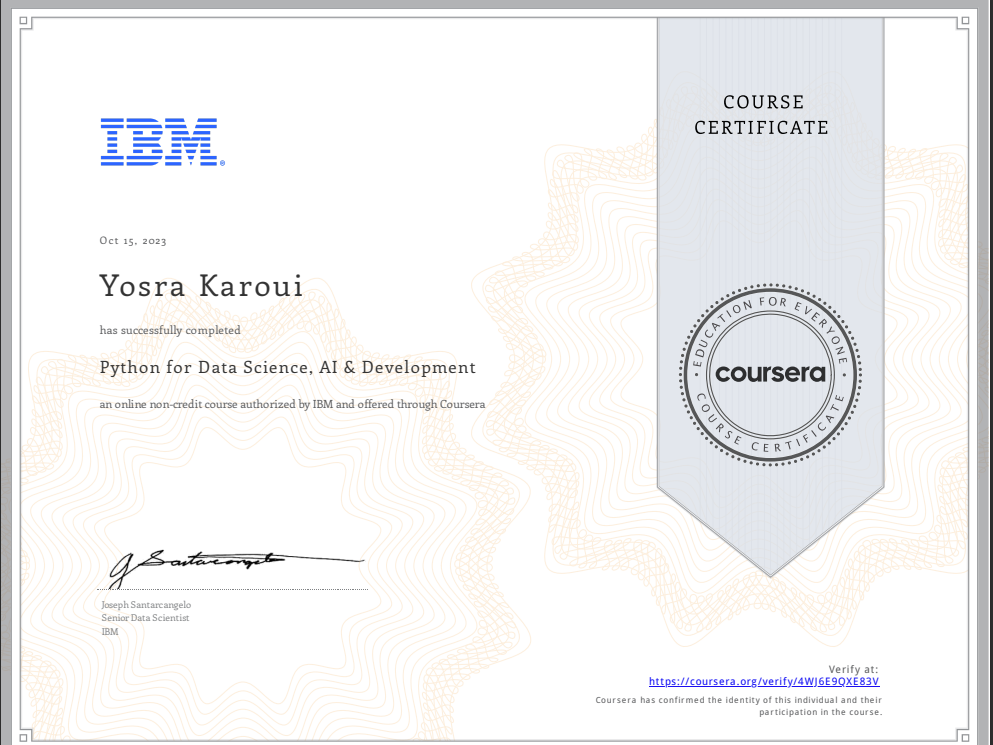 COURSE
CERTIFICATE
IBM®
Oct 15, 2023
Yosra Karoui
has successfully completed
Python for Data Science, AI & Development
an online non-credit course authorized by IBM and offered through Coursera
EDUCATION FOR EVERYONE
coursera
COURSE CERTIFICATE
J Santarcangelo
Joseph Santarcangelo
Senior Data Scientist
IBM
Verify at:
https://coursera.org/verify/4WJ6E9QXE83V
Coursera has confirmed the identity of this individual and their
participation in the course.